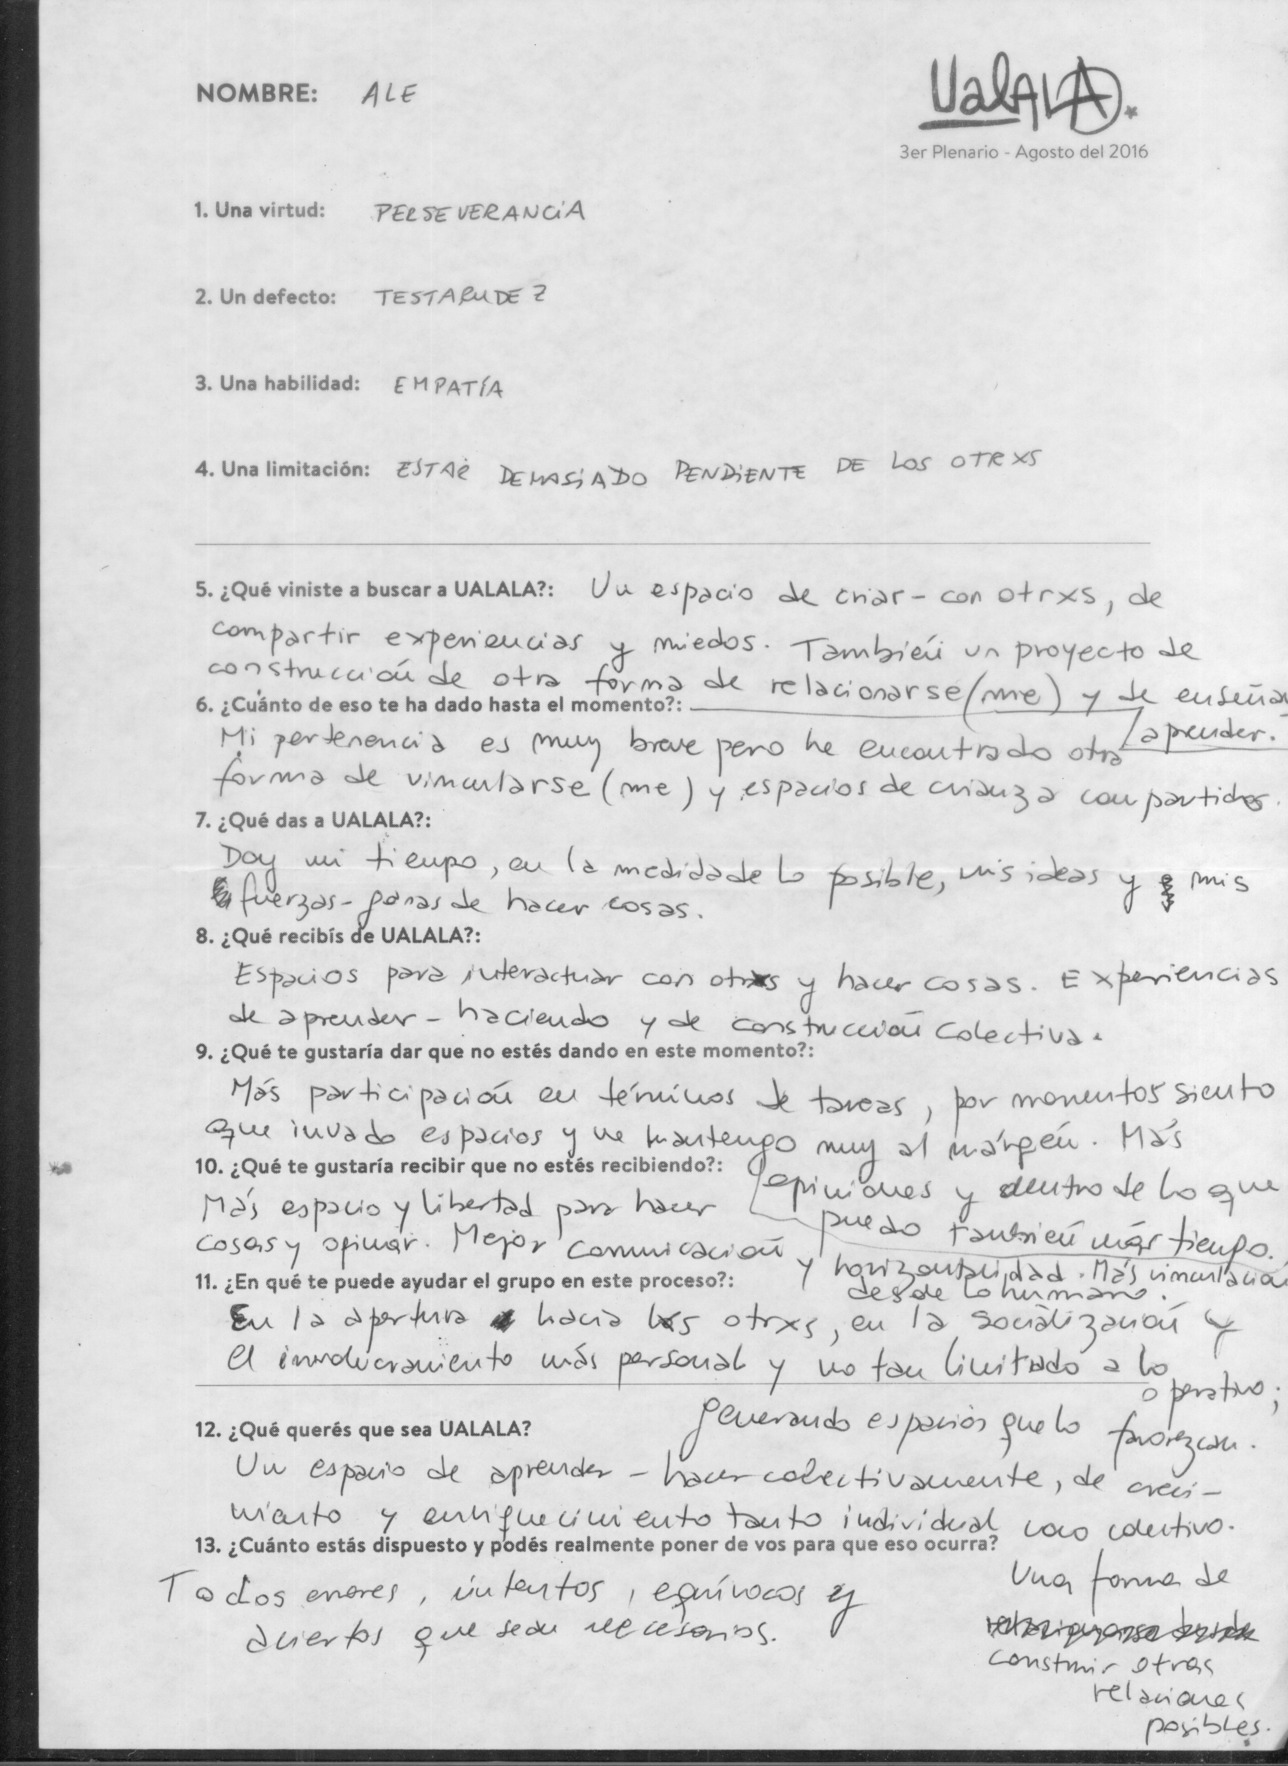 NOMBRE: ALE
UalALA
3er Plenario - Agosto del 2016
1. Una virtud: PERSEVERANCIA
2. Un defecto: TESTARUDEZ
3. Una habilidad: EMPATÍA
4. Una limitación: ESTAR DEMASIADO PENDIENTE DE LOS OTRXS
5. ¿Qué viniste a buscar a UALALA?: Un espacio de criar - con otrxs, de
compartir experiencias y miedos. También un proyecto de
construcción de otra forma de relacionarse (me) y de enseñar
aprender.
6. ¿Cuánto de eso te ha dado hasta el momento?:
Mi pertenencia es muy breve pero he encontrado otra
forma de vincularse (me) y espacios de crianza compartidos.
7. ¿Qué das a UALALA?:
Doy mi tiempo, en la medida de lo posible, mis ideas y mis
fuerzas - ganas de hacer cosas.
8. ¿Qué recibís de UALALA?:
Espacios para interactuar con otrxs y hacer cosas. Experiencias
de aprender - haciendo y de construcción colectiva.
9. ¿Qué te gustaría dar que no estés dando en este momento?:
Más participación en términos de tareas, por momentos siento
que invado espacios y me mantengo muy al márgen. Más
opiniones y dentro de lo que
puedo también más tiempo.
10. ¿Qué te gustaría recibir que no estés recibiendo?:
Más espacio y libertad para hacer
cosas y opinar. Mejor comunicación
y horizontalidad. Más vinculación
desde lo humano.
11. ¿En qué te puede ayudar el grupo en este proceso?:
En la apertura hacia lxs otrxs, en la socialización y
el involucramiento más personal y no tan limitado a lo
operativo;
generando espacios que lo favorezcan.
12. ¿Qué querés que sea UALALA?
Un espacio de aprender - hacer colectivamente, de creci-
miento y enriquecimiento tanto individual como colectivo.
Una forma de
construir otras
relaciones
posibles.
13. ¿Cuánto estás dispuesto y podés realmente poner de vos para que eso ocurra?
Todos errores, intentos, equívocos y
aciertos que sean necesarios.